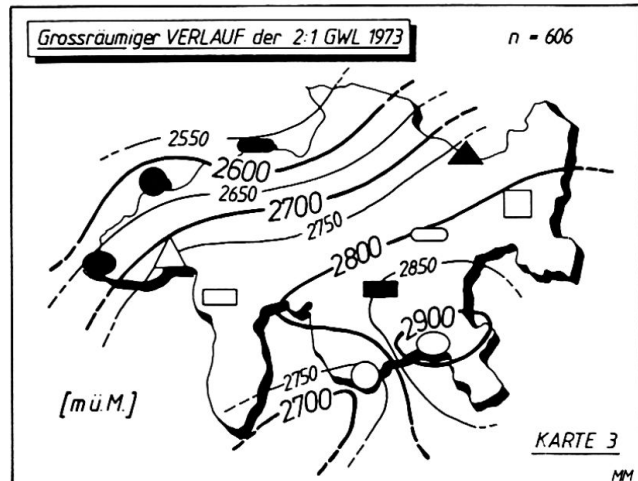 Grossräumiger VERLAUF der 2:1 GWL 1973
n = 606
2550
2600
2650
2700
2750
2800
2850
2900
2750
2700
[m ü. M.]
KARTE 3
MM